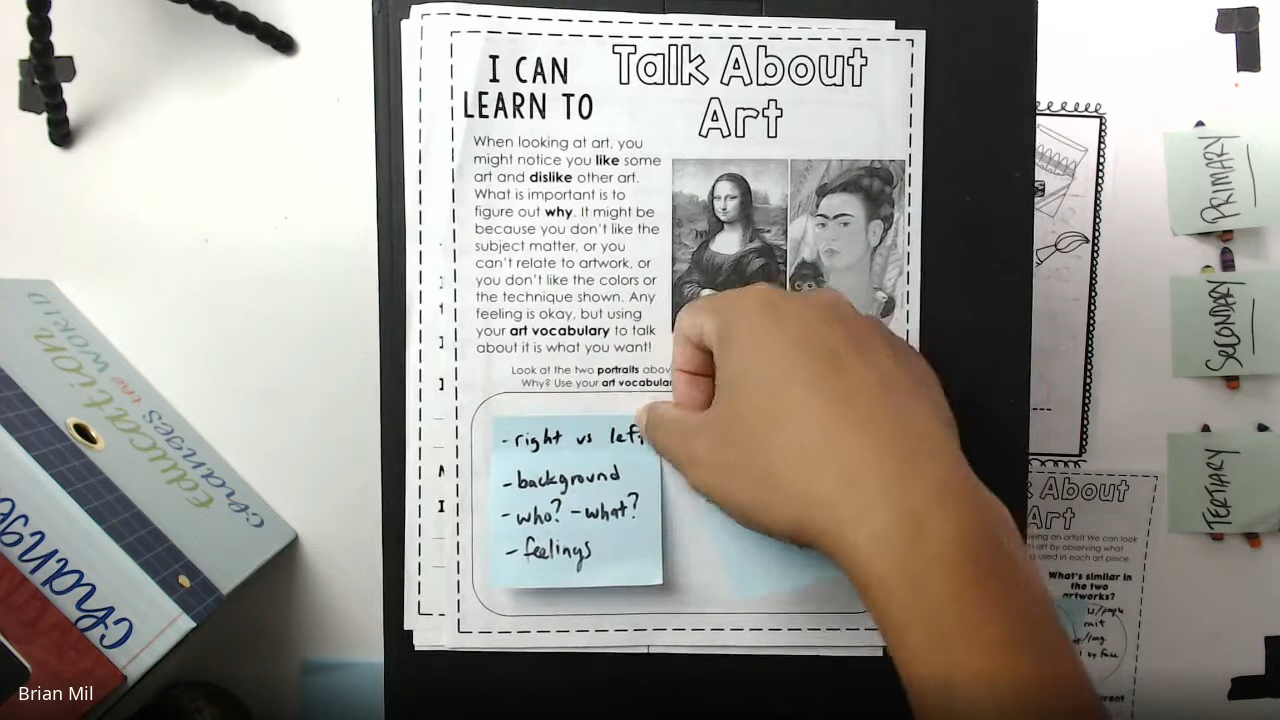 I CAN
LEARN TO
Talk About
Art
When looking at art, you
might notice you like some
art and dislike other art.
What is important is to
figure out why. It might be
because you don't like the
subject matter, or you
can't relate to artwork, or
you don't like the colors or
the technique shown. Any
feeling is okay, but using
your art vocabulary to talk
about it is what you want!
Look at the two portraits
Why? Use your art
- right vs left
- background
- who? - what?
- feelings
PRIMARY
SECONDARY
TERTIARY
About
Art
What's similar in
the two
artworks?
Education
changes the WORLD
change
Brian Mil